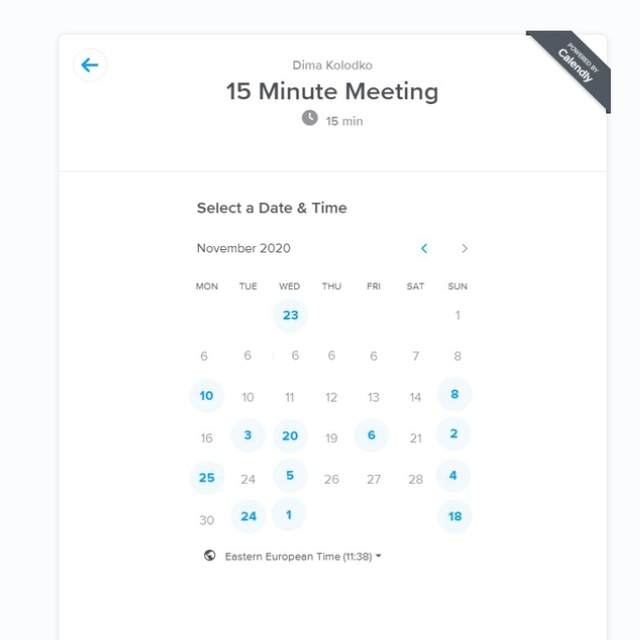 POWERED BY
Calendly
Dima Kolodko
15 Minute Meeting
15 min
Select a Date & Time
November 2020
MON TUE WED THU FRI SAT SUN
23 1
6 6 6 6 6 7 8
10 10 11 12 13 14 8
16 3 20 19 6 21 2
25 24 5 26 27 28 4
30 24 1 18
Eastern European Time (11:38)